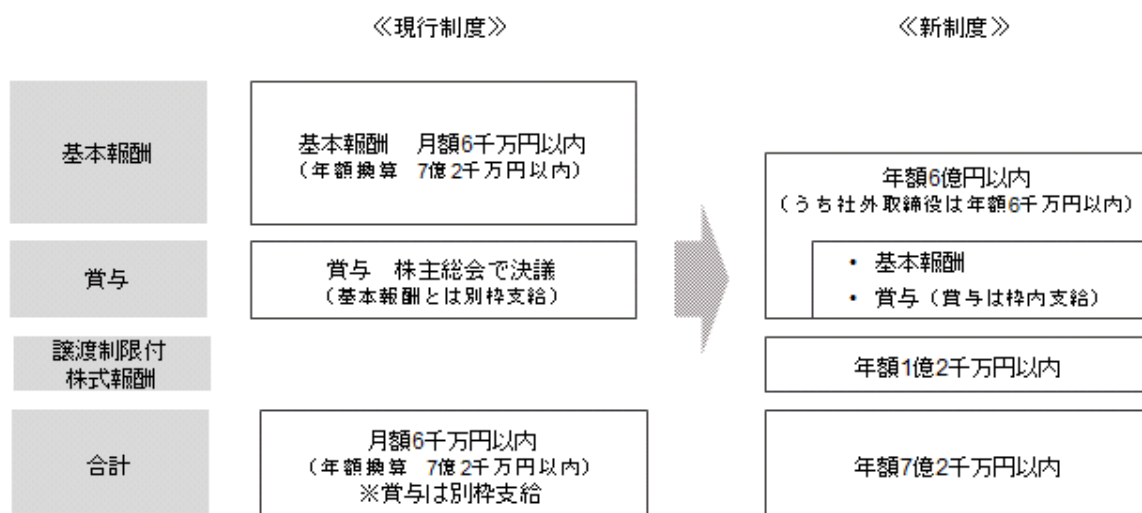 ≪現行制度≫
≪新制度≫
基本報酬
基本報酬　月額6千万円以内
（年額換算　7億2千万円以内）
年額6億円以内
（うち社外取締役は年額6千万円以内）
賞与
賞与　株主総会で決議
（基本報酬とは別枠支給）
• 基本報酬
• 賞与（賞与は枠内支給）
譲渡制限付
株式報酬
年額1億2千万円以内
合計
月額6千万円以内
（年額換算　7億2千万円以内）
※賞与は別枠支給
年額7億2千万円以内